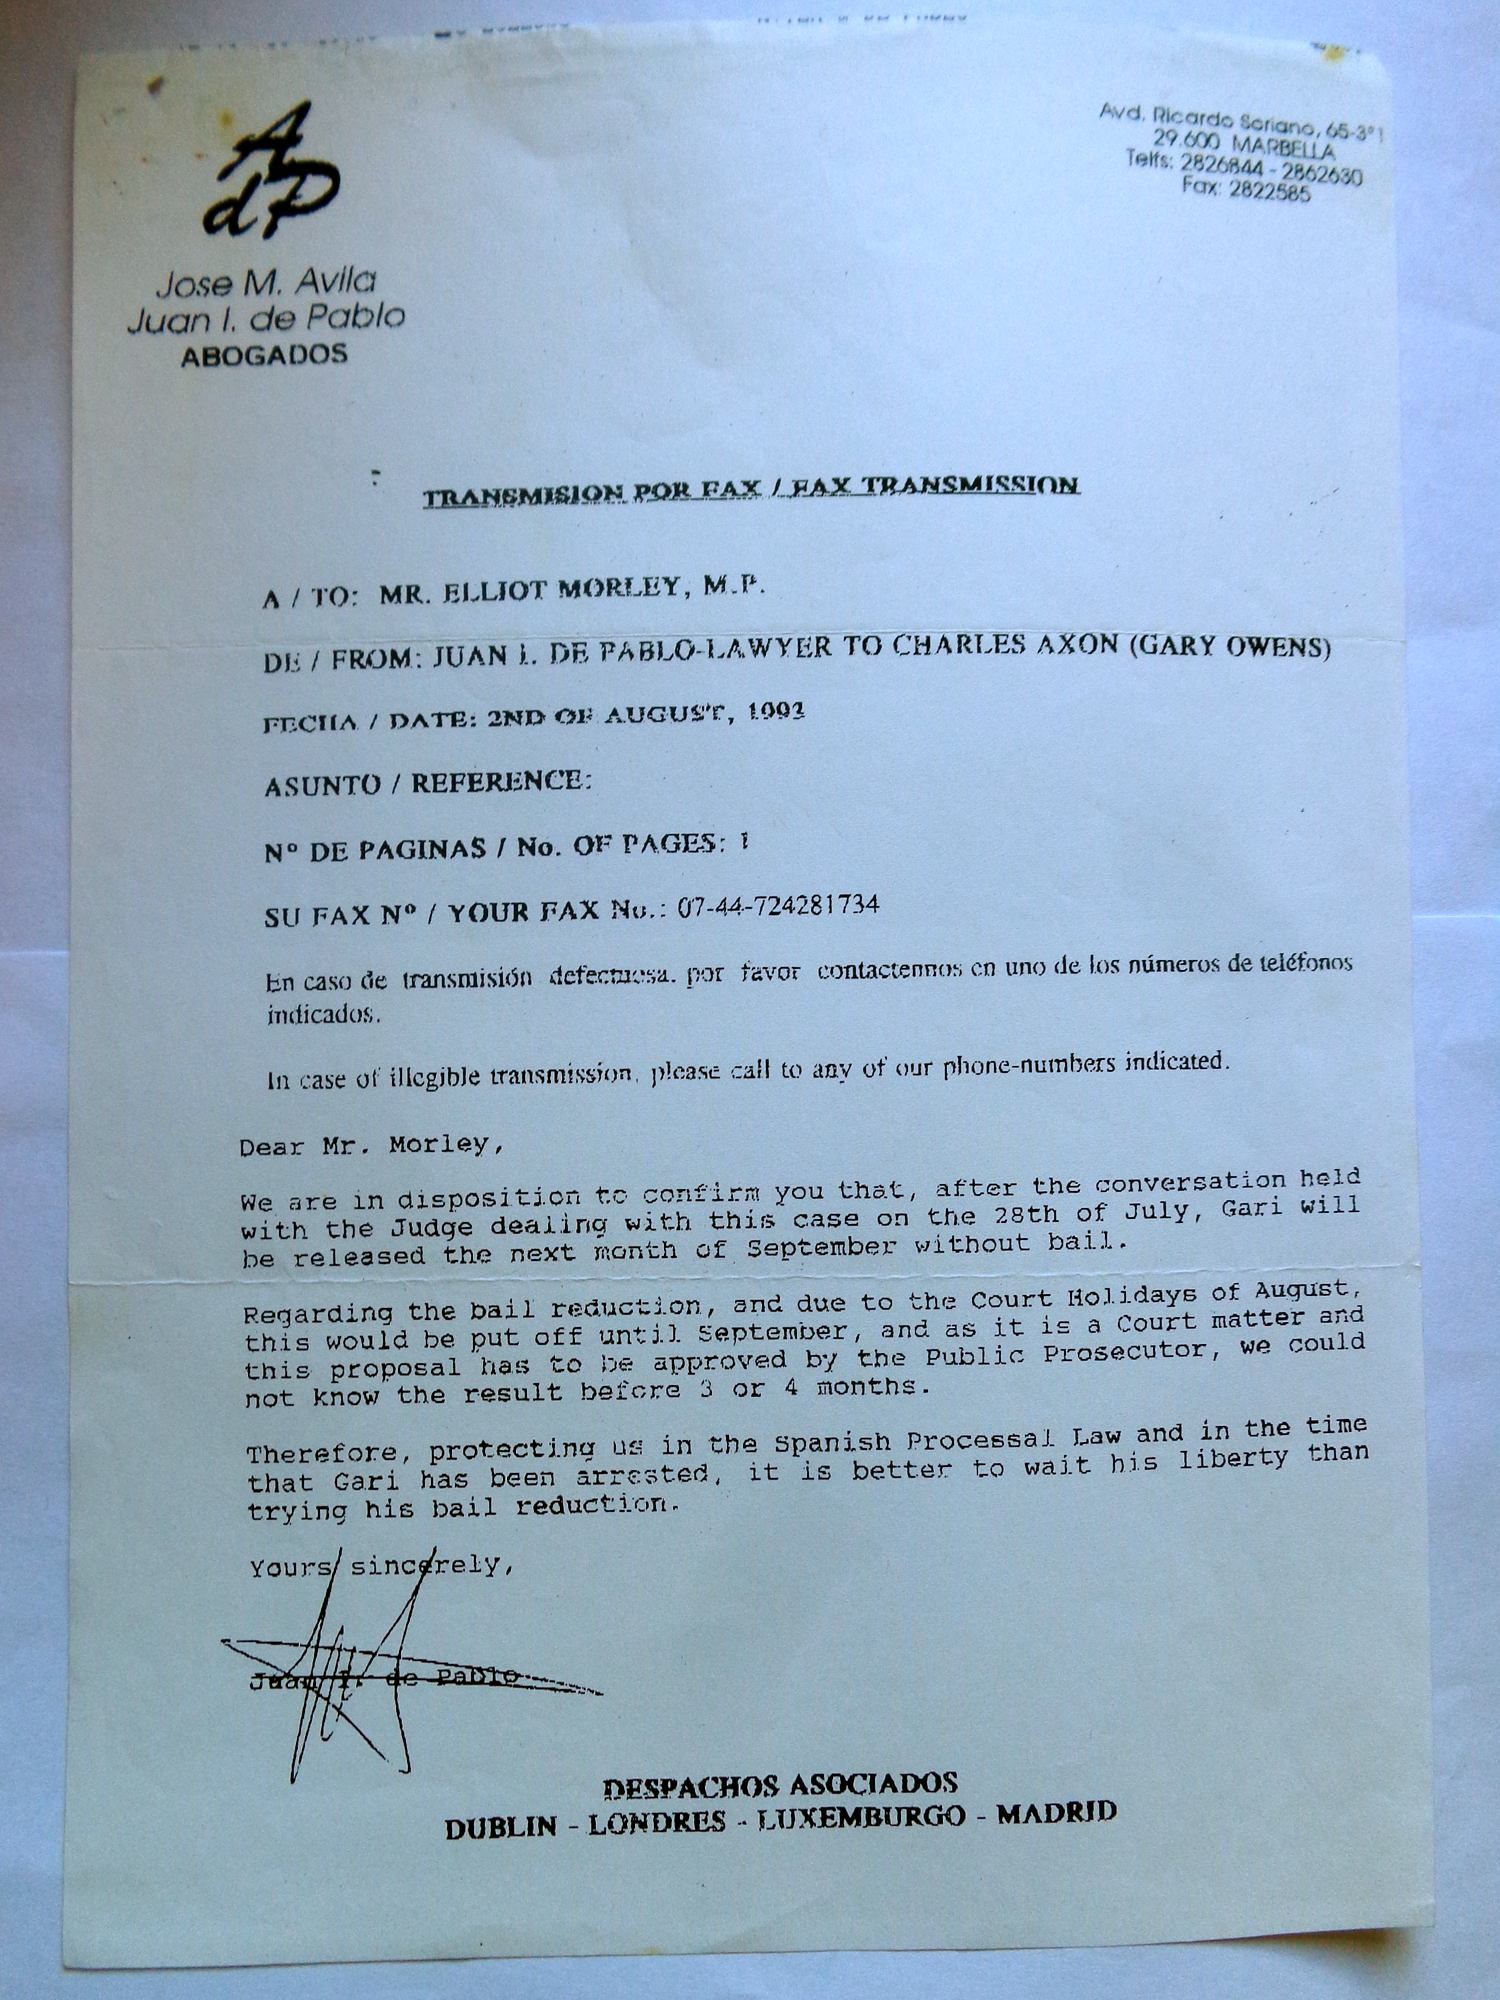 A
dP
Jose M. Avila
Juan I. de Pablo
ABOGADOS
Avd. Ricardo Soriano, 65-3º 1
29.600 MARBELLA
Telfs: 2826844 - 2862630
Fax: 2822585
TRANSMISION POR FAX / FAX TRANSMISSION
A / TO: MR. ELLIOT MORLEY, M.P.
DE / FROM: JUAN I. DE PABLO-LAWYER TO CHARLES AXON (GARY OWENS)
FECHA / DATE: 2ND OF AUGUST, 1993
ASUNTO / REFERENCE:
Nº DE PAGINAS / No. OF PAGES: 1
SU FAX Nº / YOUR FAX No.: 07-44-724281734
En caso de transmisión defectuosa. por favor contactennos en uno de los números de teléfonos
indicados.
In case of illegible transmission, please call to any of our phone-numbers indicated.
Dear Mr. Morley,
We are in disposition to confirm you that, after the conversation held
with the Judge dealing with this case on the 28th of July, Gari will
be released the next month of September without bail.
Regarding the bail reduction, and due to the Court Holidays of August,
this would be put off until September, and as it is a Court matter and
this proposal has to be approved by the Public Prosecutor, we could
not know the result before 3 or 4 months.
Therefore, protecting us in the Spanish Processal Law and in the time
that Gari has been arrested, it is better to wait his liberty than
trying his bail reduction.
Yours sincerely,
Juan I. de Pablo
DESPACHOS ASOCIADOS
DUBLIN - LONDRES - LUXEMBURGO - MADRID